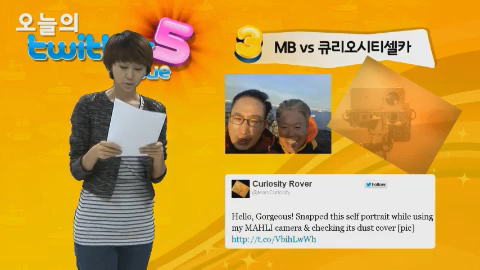 오늘의
twitter 5
3 MB vs 큐리오시티셀카
Curiosity Rover
Follow
Hello, Gorgeous! Snapped this self portrait while using
my MAHLI camera & checking its dust cover [pic]
http://t.co/VbihLwWh